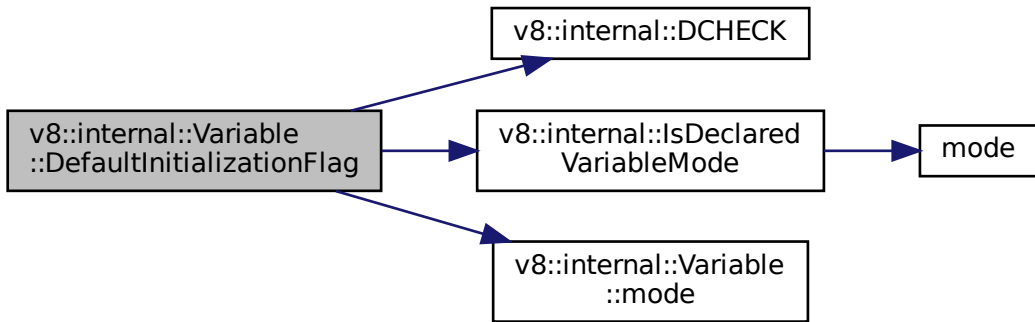 v8::internal::DCHECK
v8::internal::Variable
::DefaultInitializationFlag
v8::internal::IsDeclared
VariableMode
mode
v8::internal::Variable
::mode